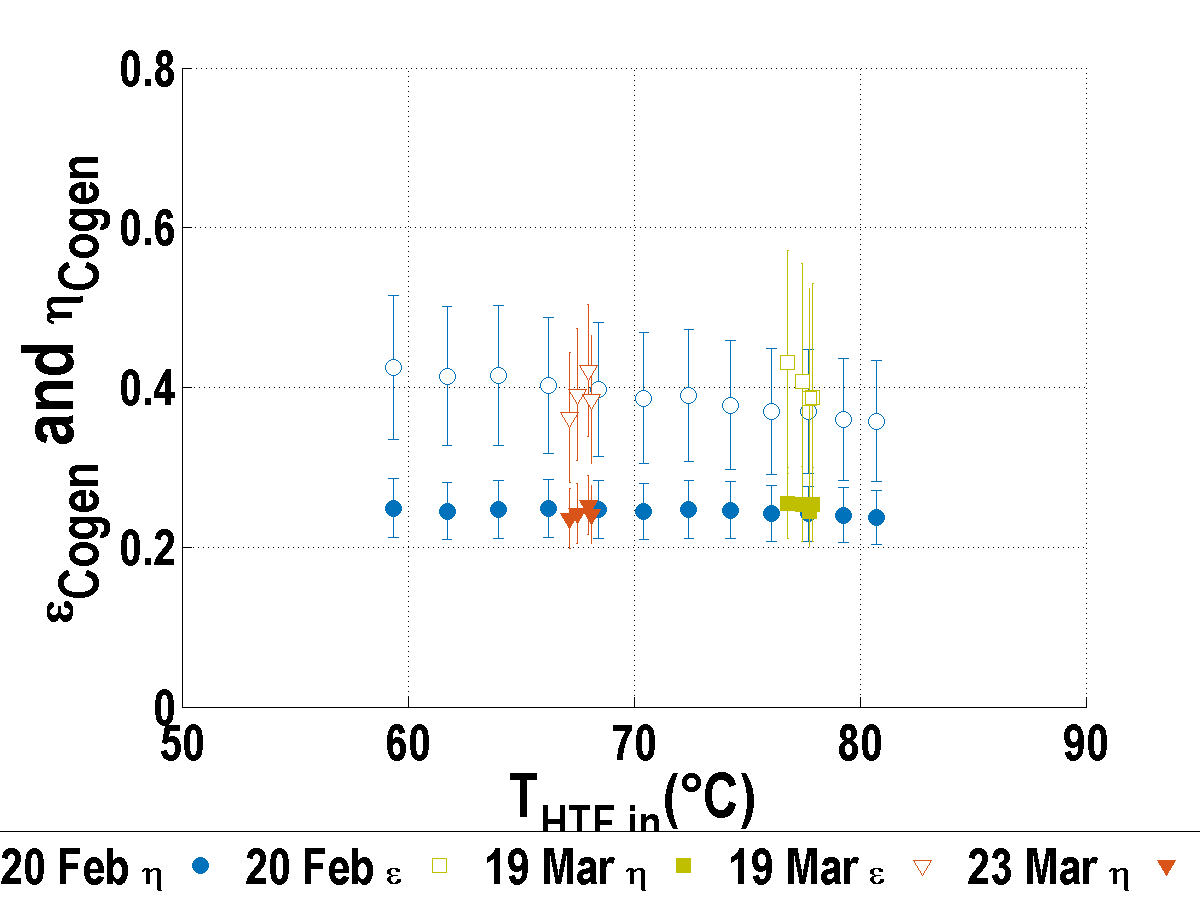 0.8
0.6
0.4
0.2
0
εCogen and ηCogen
50 60 70 80 90
THTF in(°C)
20 Feb η 20 Feb ε 19 Mar η 19 Mar ε 23 Mar η